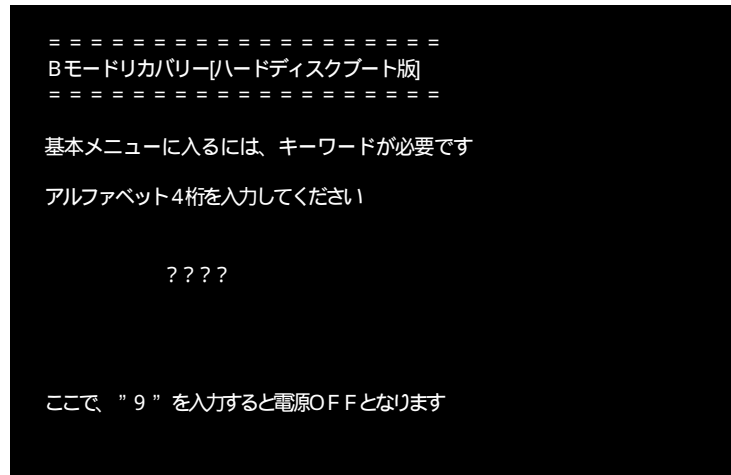 ＝＝＝＝＝＝＝＝＝＝＝＝＝＝＝＝＝＝＝
Bモードリカバリー[ハードディスクブート版]
＝＝＝＝＝＝＝＝＝＝＝＝＝＝＝＝＝＝＝
基本メニューに入るには、キーワードが必要です
アルファベット４桁を入力してください
？？？？
ここで、”９”を入力すると電源ＯＦＦとなります